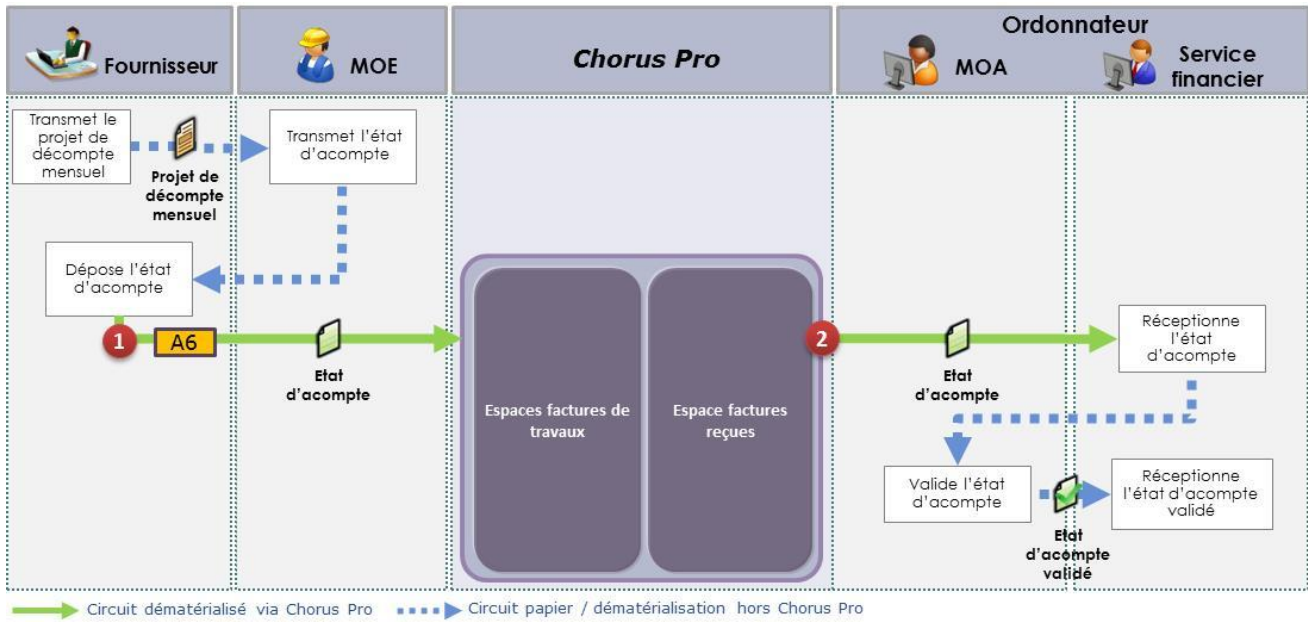 Fournisseur
MOE
Chorus Pro
Ordonnateur
MOA
Service
financier
Transmet le
projet de
décompte
mensuel
Projet de
décompte
mensuel
Transmet l'état
d'acompte
Dépose l'état
d'acompte
1
A6
Etat
d'acompte
Espaces factures de
travaux
Espace factures
reçues
2
Etat
d'acompte
Réceptionne
l'état
d'acompte
Valide l'état
d'acompte
Etat
d'acompte
validé
Réceptionne
l'état d'acompte
validé
Circuit dématérialisé via Chorus Pro
Circuit papier / dématérialisation hors Chorus Pro